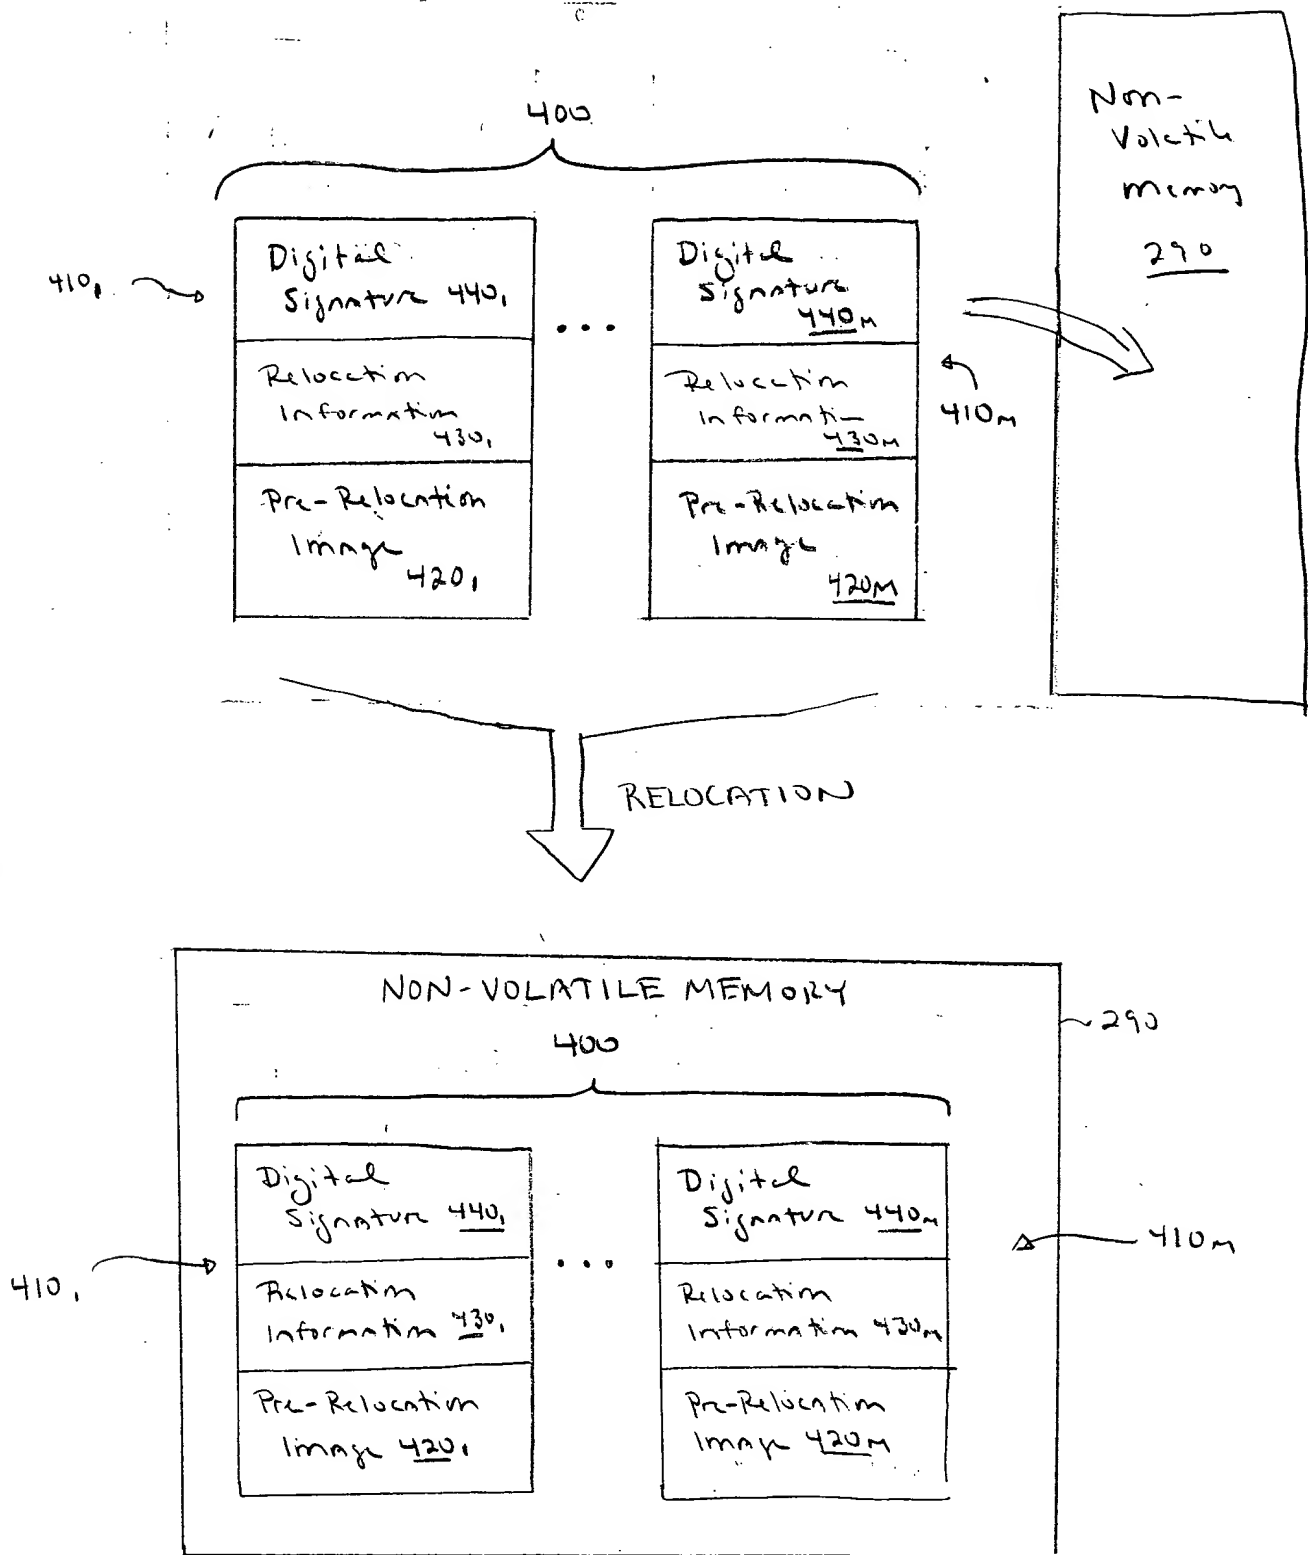 400
Non-
Volatile
Memory
290
410₁
Digital
Signature 440₁
Relocation
Information
430₁
Pre-Relocation
Image
420₁
...
Digital
Signature
440M
Relocation
Information
430M
Pre-Relocation
Image
420M
410M
RELOCATION
NON-VOLATILE MEMORY
290
400
410₁
Digital
Signature 440₁
Relocation
Information 430₁
Pre-Relocation
Image 420₁
...
Digital
Signature 440M
Relocation
Information 430M
Pre-Relocation
Image 420M
410M